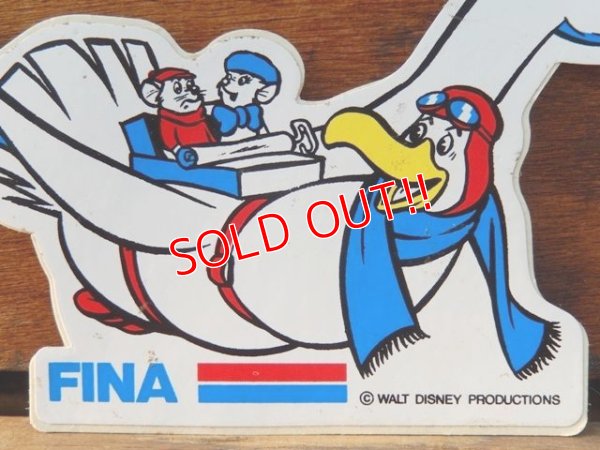 SOLD OUT!!
FINA
© WALT DISNEY PRODUCTIONS